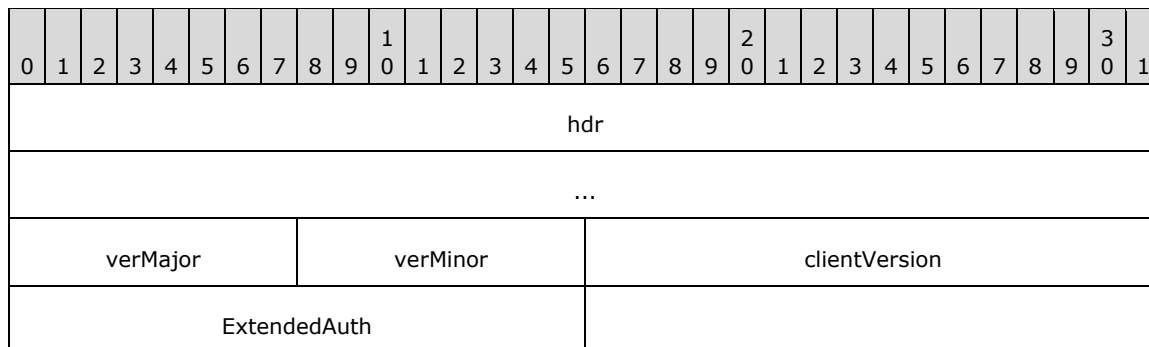 1 2 3
0 1 2 3 4 5 6 7 8 9 0 1 2 3 4 5 6 7 8 9 0 1 2 3 4 5 6 7 8 9 0 1
hdr
...
verMajor verMinor clientVersion
ExtendedAuth